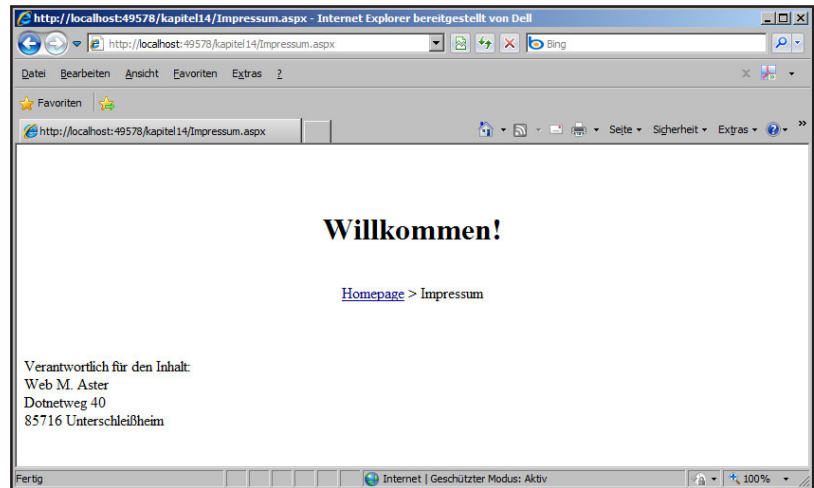 http://localhost:49578/kapitel14/Impressum.aspx - Internet Explorer bereitgestellt von Dell
http://localhost:49578/kapitel14/Impressum.aspx
Bing
Datei Bearbeiten Ansicht Favoriten Extras ?
Favoriten
http://localhost:49578/kapitel14/Impressum.aspx
Seite Sicherheit Extras
Willkommen!
Homepage > Impressum
Verantwortlich für den Inhalt:
Web M. Aster
Dotnetweg 40
85716 Unterschleißheim
Fertig
Internet | Geschützter Modus: Aktiv
100%